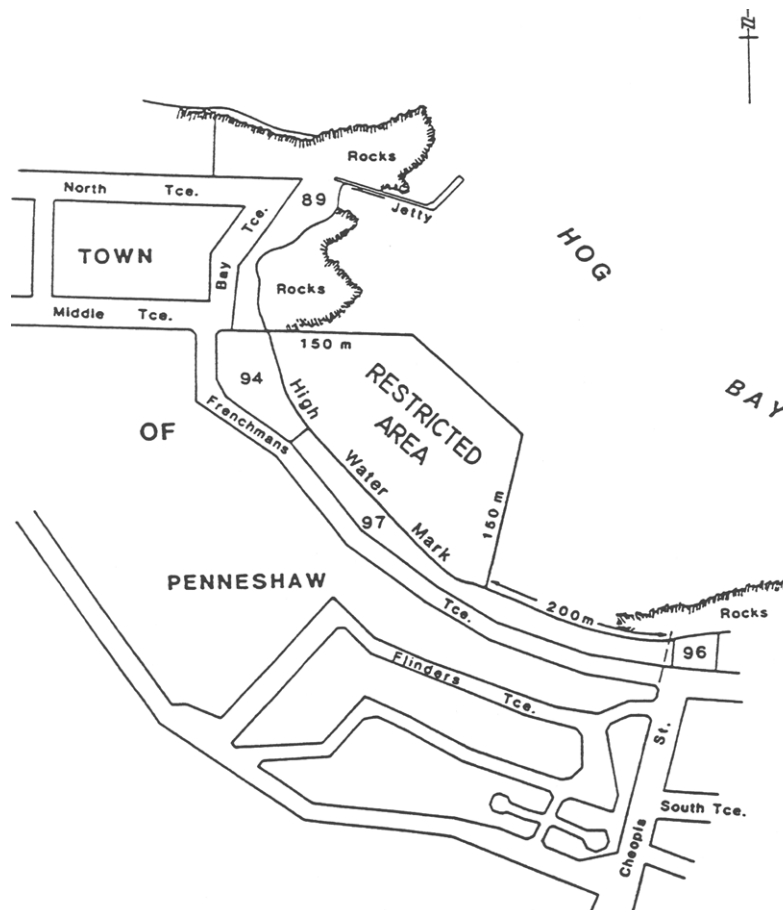 N
Rocks
North Tce.
89
Jetty
HOG
Tce.
TOWN
Bay
Rocks
Middle Tce.
150 m
94
High
RESTRICTED
AREA
BAY
Frenchmans
OF
Water
150m
97
Mark
PENNESHAW
200m
Rocks
Tce.
96
Flinders
Tce.
St.
South Tce.
Cheopis